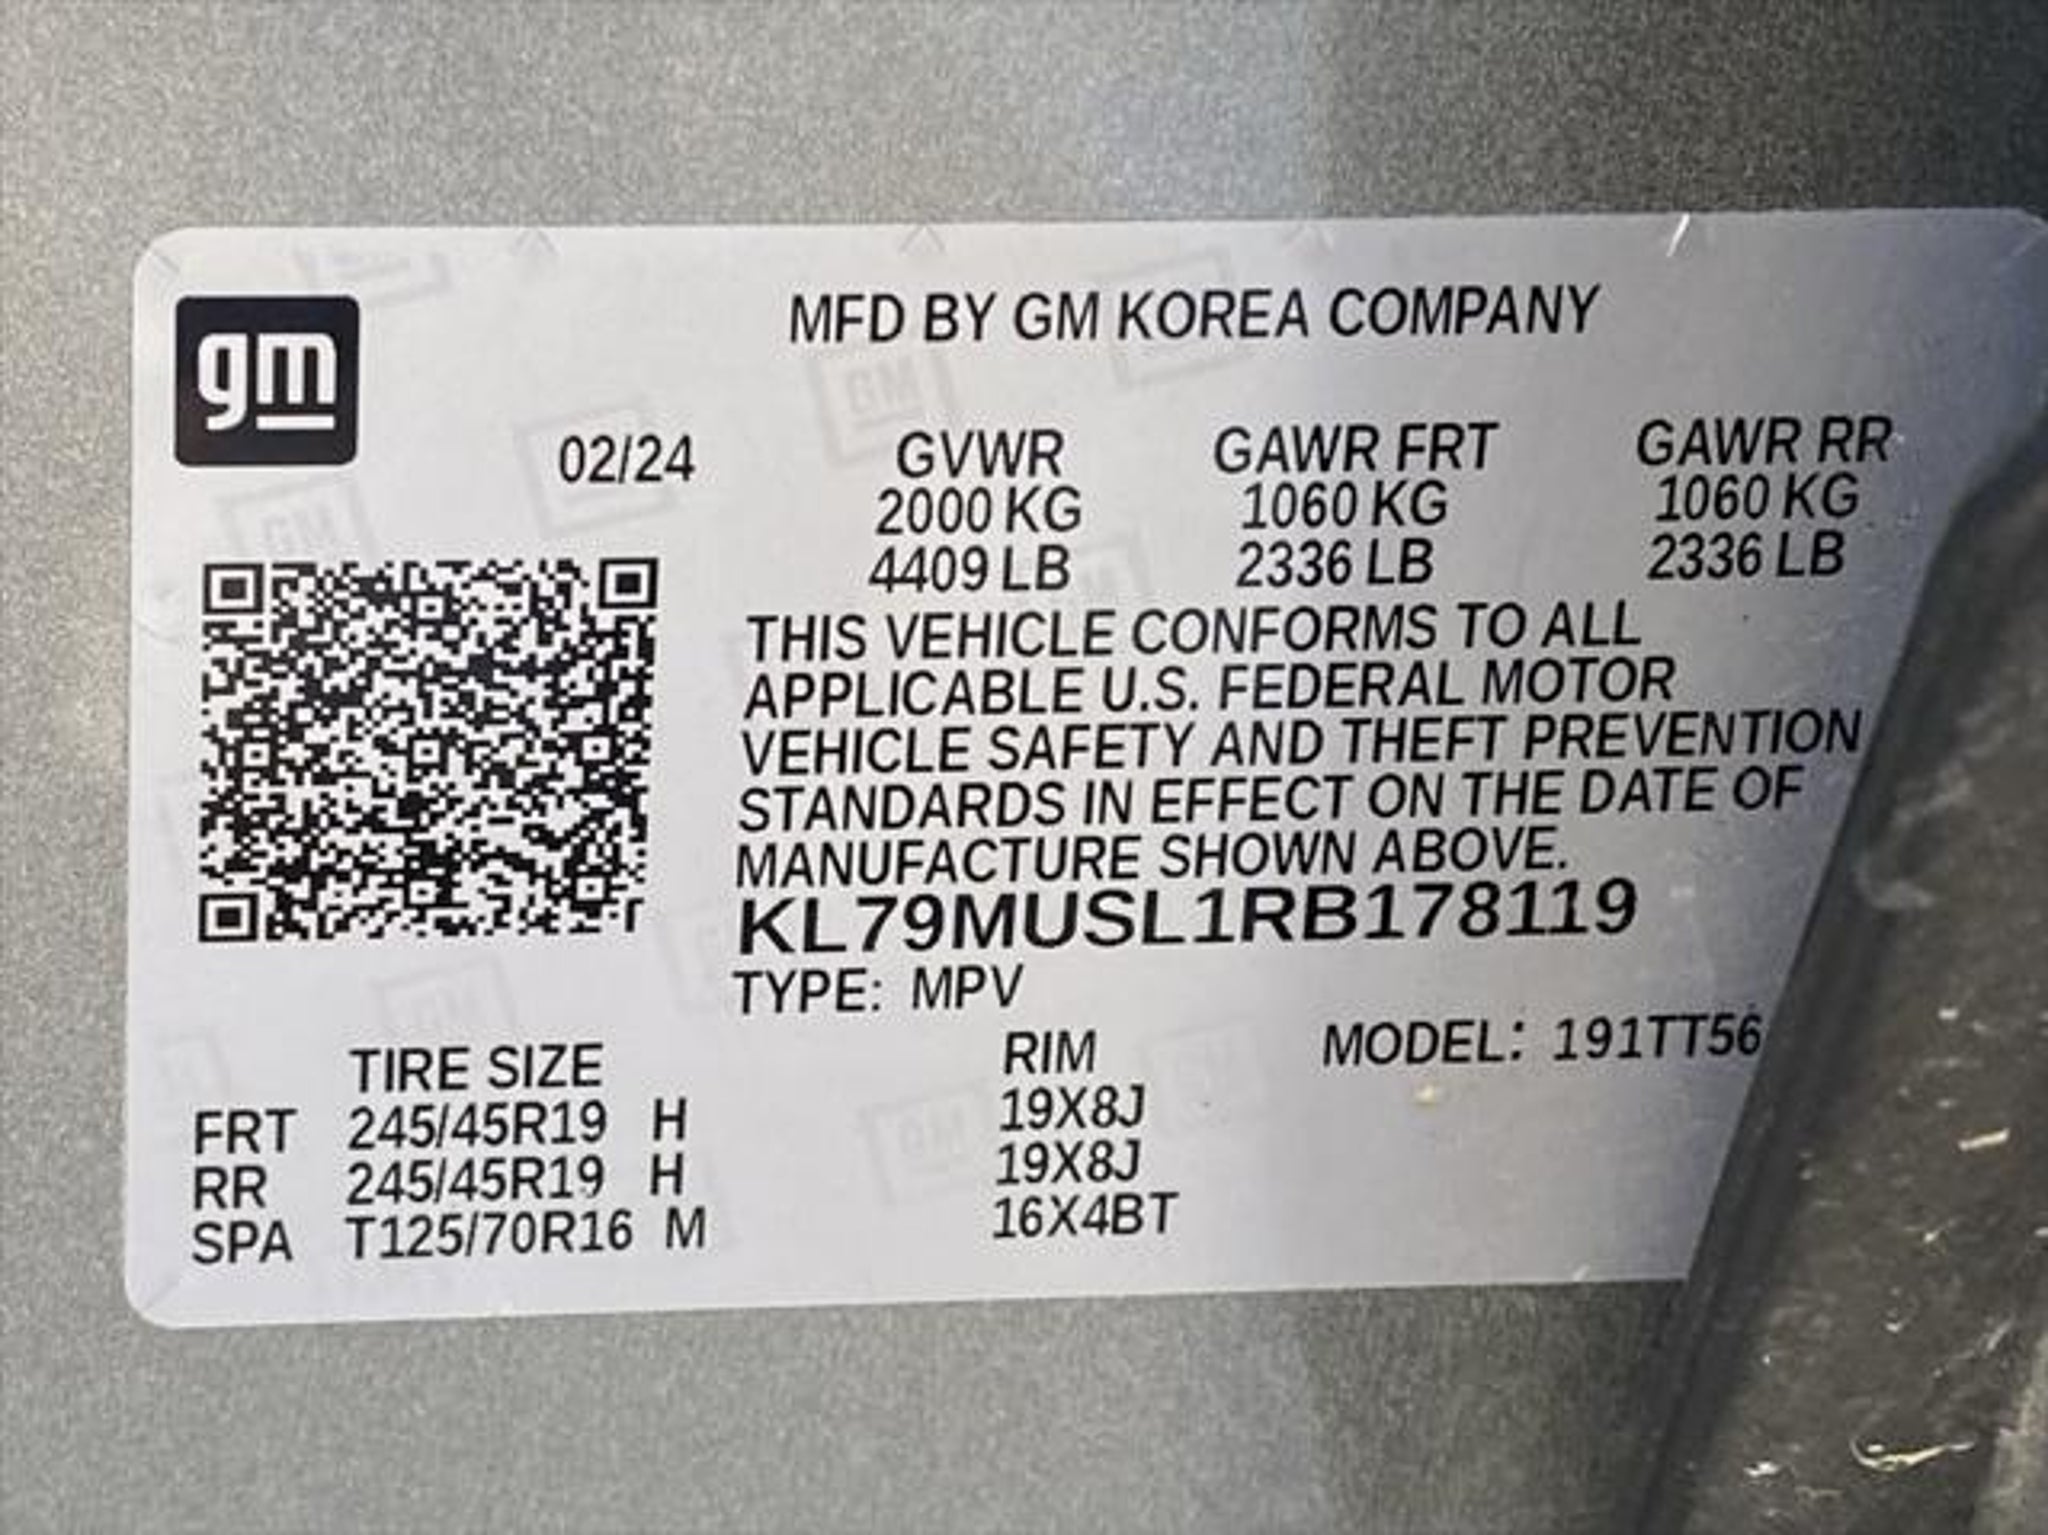 gm
MFD BY GM KOREA COMPANY
02/24 GVWR GAWR FRT GAWR RR
2000 KG 1060 KG 1060 KG
4409 LB 2336 LB 2336 LB
THIS VEHICLE CONFORMS TO ALL
APPLICABLE U.S. FEDERAL MOTOR
VEHICLE SAFETY AND THEFT PREVENTION
STANDARDS IN EFFECT ON THE DATE OF
MANUFACTURE SHOWN ABOVE.
KL79MUSL1RB178119
TYPE: MPV
TIRE SIZE RIM MODEL: 191TT56
FRT 245/45R19 H 19X8J
RR 245/45R19 H 19X8J
SPA T125/70R16 M 16X4BT